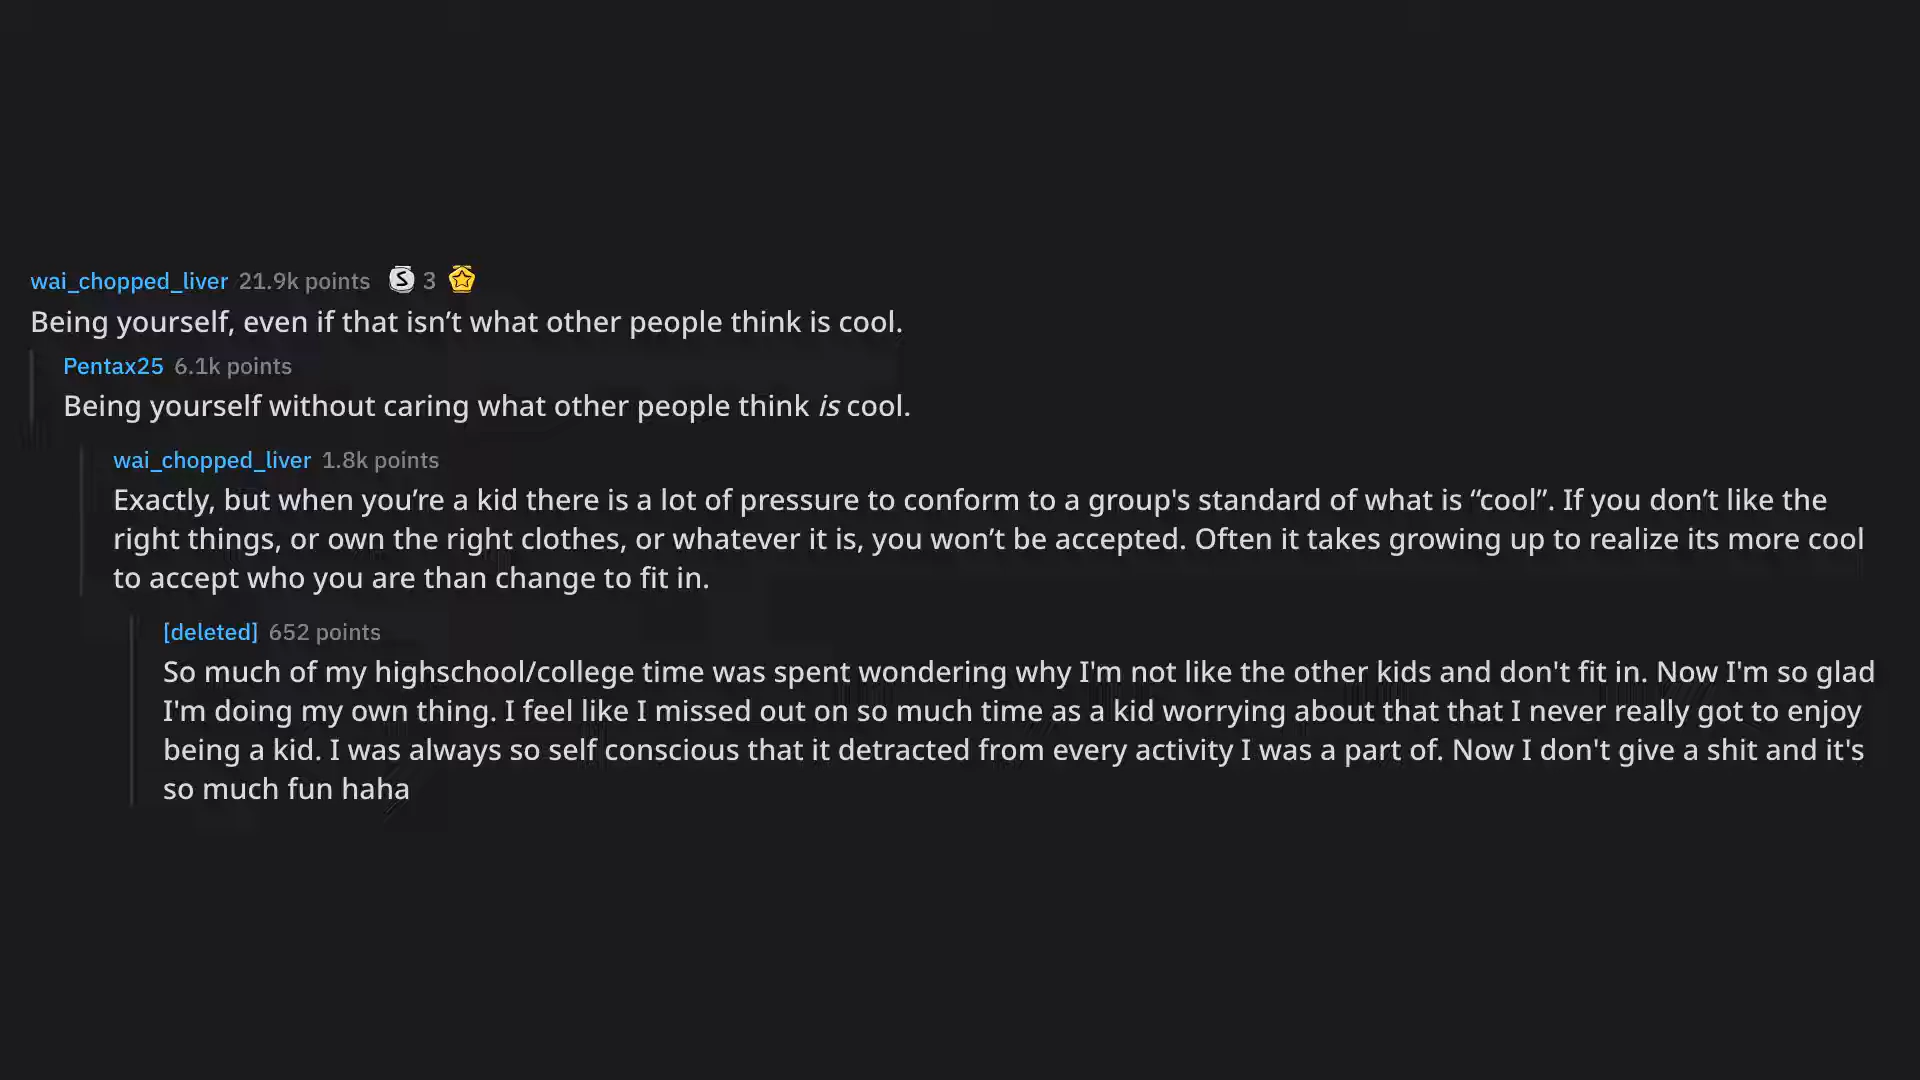 wai_chopped_liver 21.9k points S 3
Being yourself, even if that isn’t what other people think is cool.
Pentax25 6.1k points
Being yourself without caring what other people think is cool.
wai_chopped_liver 1.8k points
Exactly, but when you’re a kid there is a lot of pressure to conform to a group's standard of what is “cool”. If you don’t like the
right things, or own the right clothes, or whatever it is, you won’t be accepted. Often it takes growing up to realize its more cool
to accept who you are than change to fit in.
[deleted] 652 points
So much of my highschool/college time was spent wondering why I'm not like the other kids and don't fit in. Now I'm so glad
I'm doing my own thing. I feel like I missed out on so much time as a kid worrying about that that I never really got to enjoy
being a kid. I was always so self conscious that it detracted from every activity I was a part of. Now I don't give a shit and it's
so much fun haha